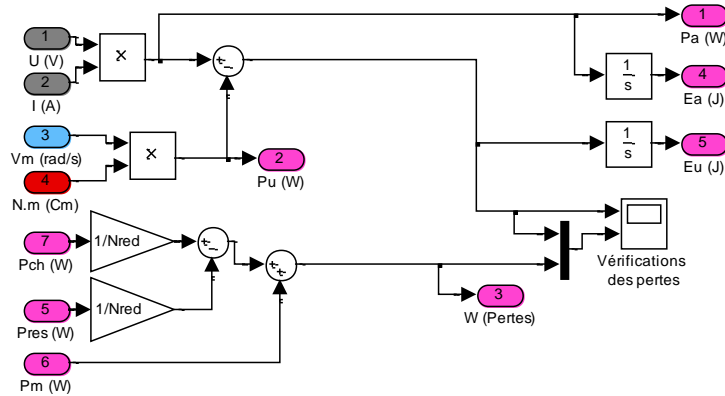 1
U (V)
2
I (A)
×
+
-
1
Pa (W)
1
s
4
Ea (J)
3
Vm (rad/s)
4
N.m (Cm)
×
2
Pu (W)
1
s
5
Eu (J)
7
Pch (W)
1/Nred
+
-
+
+
5
Pres (W)
1/Nred
6
Pm (W)
3
W (Pertes)
Vérifications
des pertes